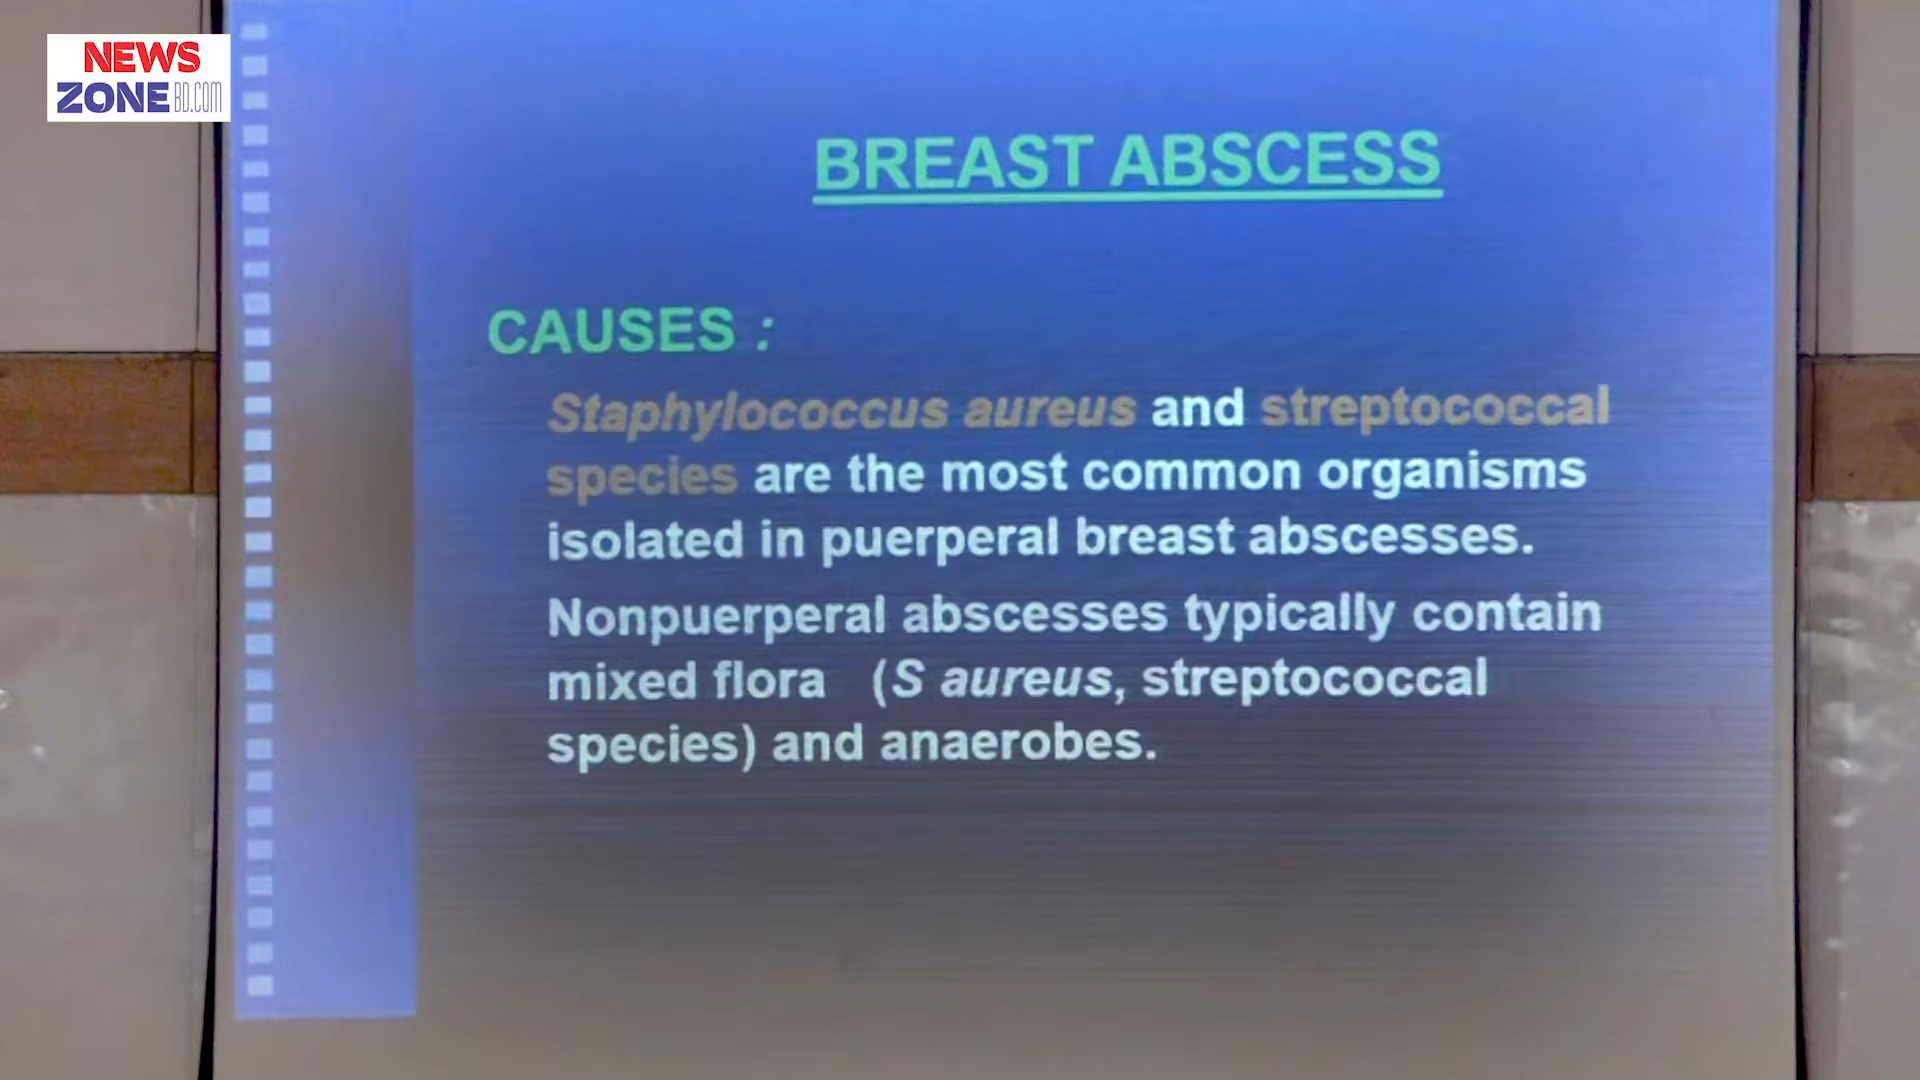 NEWS
ZONE BD.COM
BREAST ABSCESS
CAUSES :
Staphylococcus aureus and streptococcal
species are the most common organisms
isolated in puerperal breast abscesses.
Nonpuerperal abscesses typically contain
mixed flora (S aureus, streptococcal
species) and anaerobes.